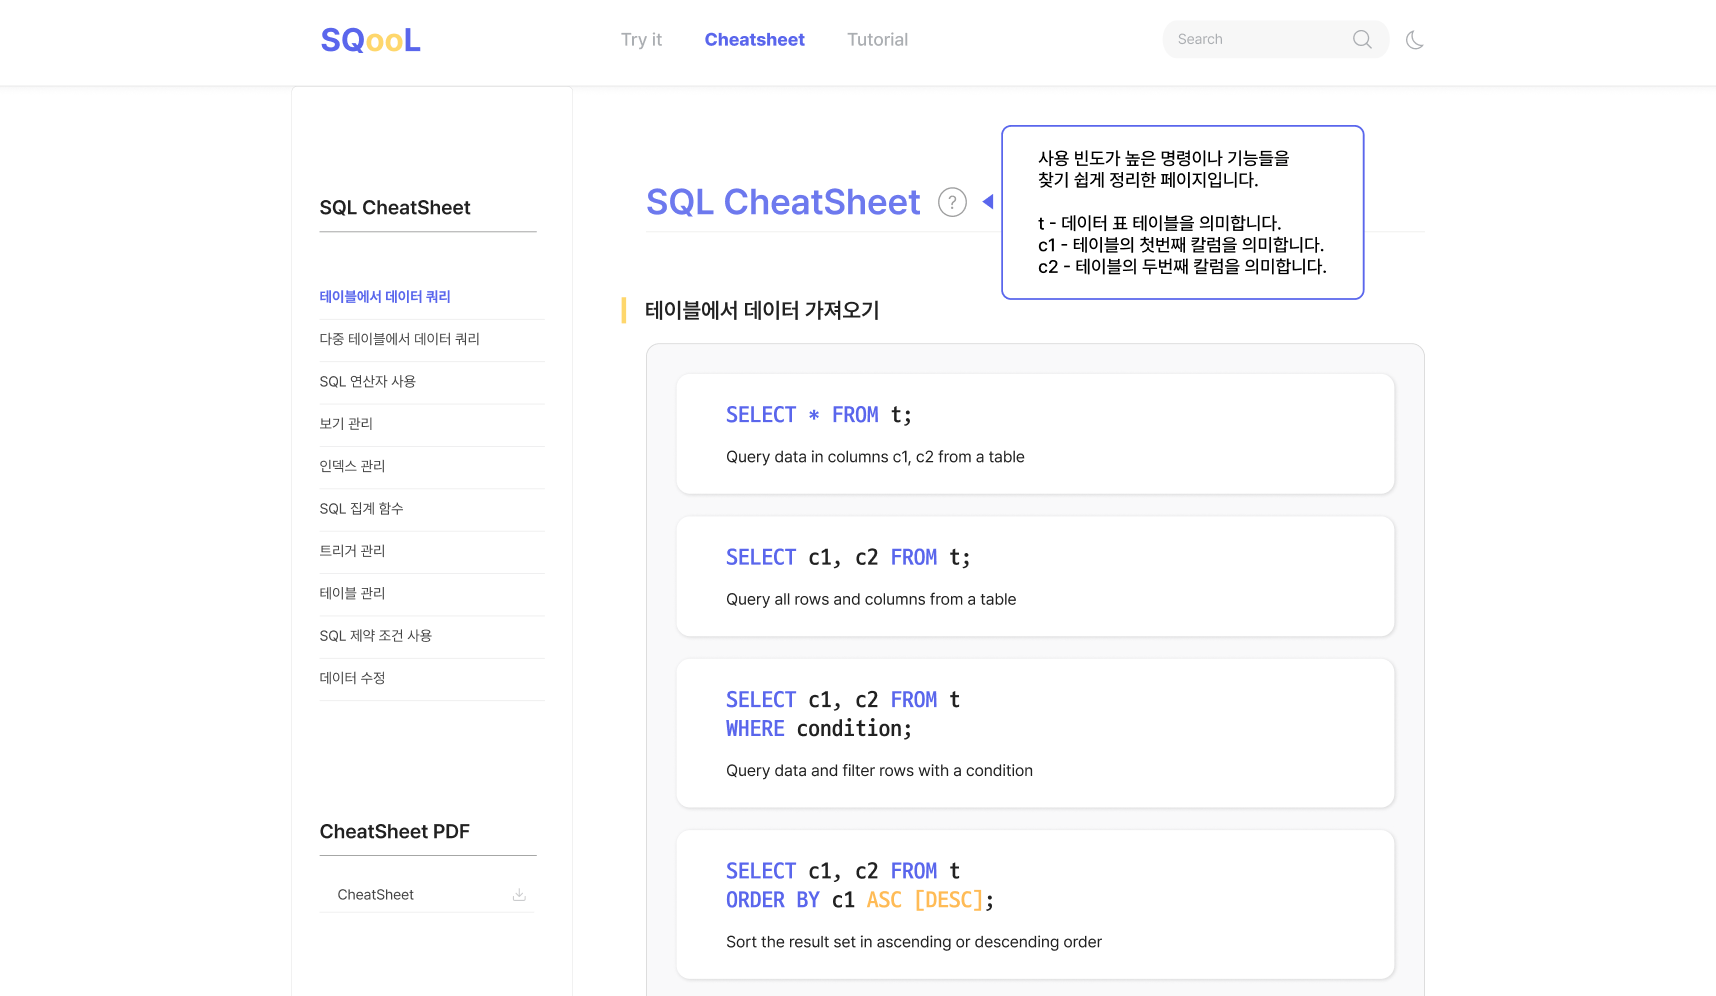 SQooL
Try it
Cheatsheet
Tutorial
Search
SQL CheatSheet
테이블에서 데이터 쿼리
다중 테이블에서 데이터 쿼리
SQL 연산자 사용
보기 관리
인덱스 관리
SQL 집계 함수
트리거 관리
테이블 관리
SQL 제약 조건 사용
데이터 수정
CheatSheet PDF
CheatSheet
SQL CheatSheet ?
사용 빈도가 높은 명령이나 기능들을
찾기 쉽게 정리한 페이지입니다.
t - 데이터 표 테이블을 의미합니다.
c1 - 테이블의 첫번째 칼럼을 의미합니다.
c2 - 테이블의 두번째 칼럼을 의미합니다.
테이블에서 데이터 가져오기
SELECT * FROM t;
Query data in columns c1, c2 from a table
SELECT c1, c2 FROM t;
Query all rows and columns from a table
SELECT c1, c2 FROM t
WHERE condition;
Query data and filter rows with a condition
SELECT c1, c2 FROM t
ORDER BY c1 ASC [DESC];
Sort the result set in ascending or descending order